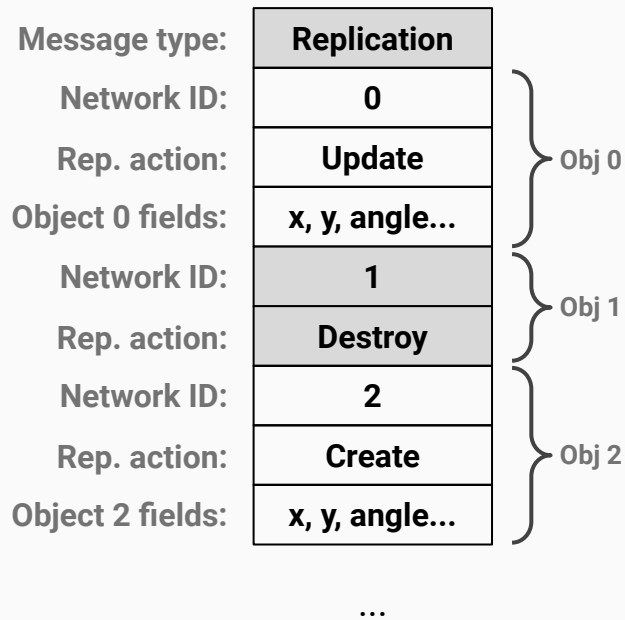 Message type: Replication
Network ID: 0
Rep. action: Update
Obj 0
Object 0 fields: x, y, angle...
Network ID: 1
Obj 1
Rep. action: Destroy
Network ID: 2
Rep. action: Create
Obj 2
Object 2 fields: x, y, angle...
...